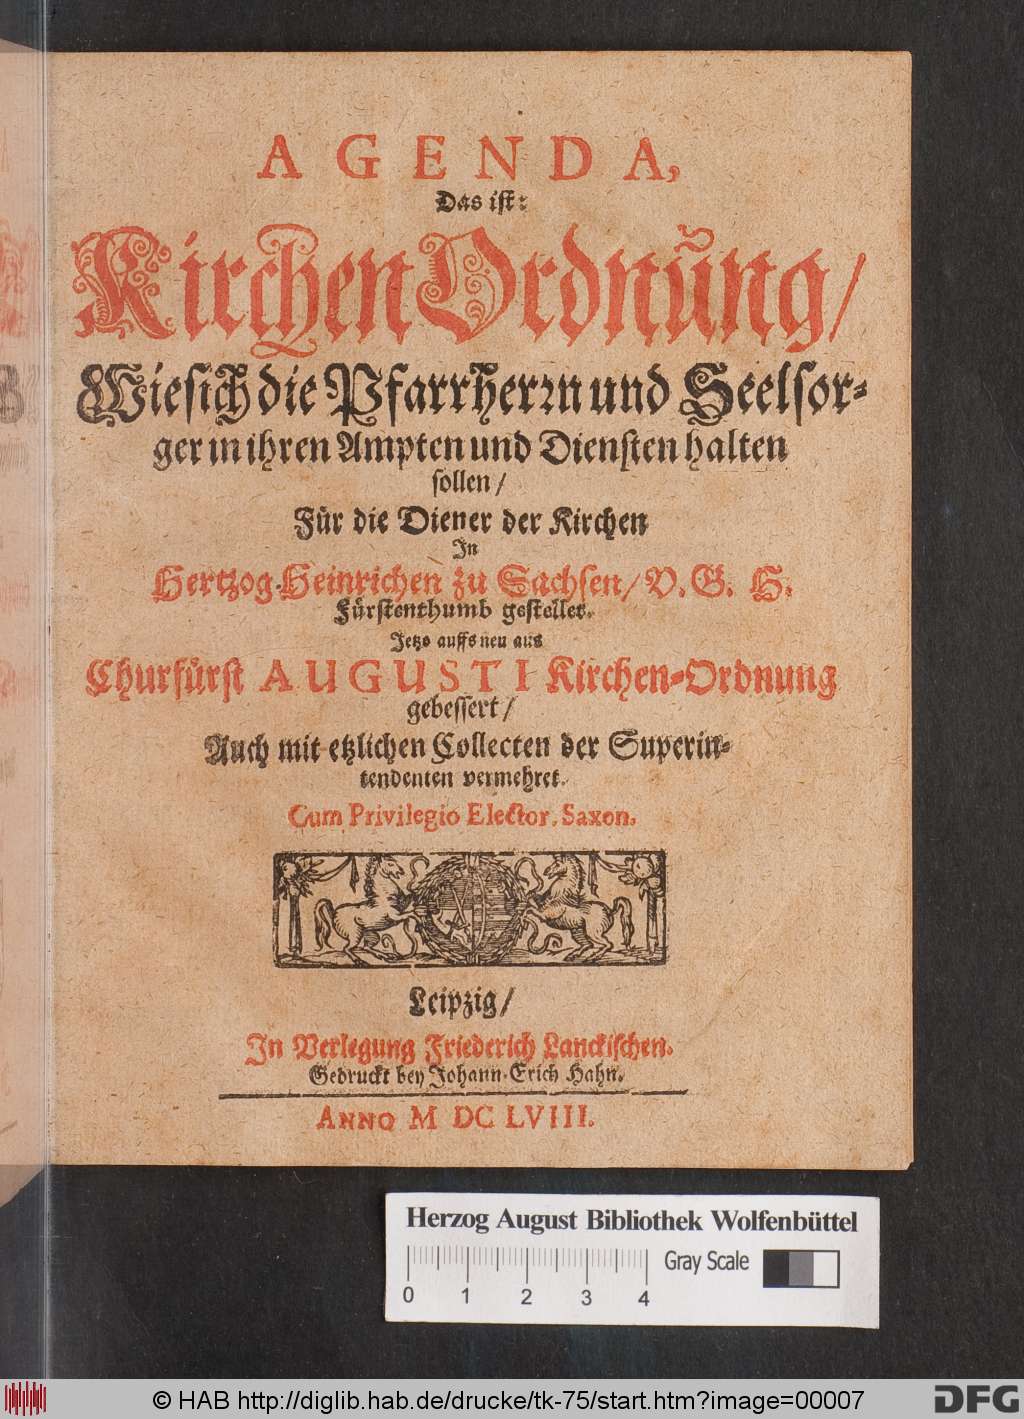 AGENDA,
Das ist:
Kirchen Ordnũng/
Wie sich die Pfarrherrn und Seelsor-
ger in ihren Ampten und Diensten halten
sollen/
Für die Diener der Kirchen
In
Hertzog Heinrichen zu Sachsen/ V. G. H.
Fürstenthumb gestellet.
Jetzo auffs neu aus
Churfürst AUGUSTI Kirchen-Ordnung
gebessert/
Auch mit etzlichen Collecten der Superin-
tendenten vermehret.
Cum Privilegio Elector. Saxon.
Leipzig/
In Verlegung Friederich Lanckischen.
Gedruckt bey Johann-Erich Hahn.
ANNO M DC LVIII.
Herzog August Bibliothek Wolfenbüttel
0 1 2 3 4
Gray Scale
© HAB http://diglib.hab.de/drucke/tk-75/start.htm?image=00007
DFG